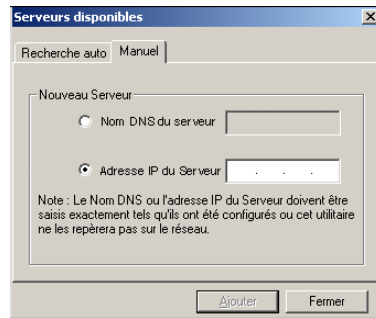 Serveurs disponibles
Recherche auto Manuel
Nouveau Serveur
Nom DNS du serveur
Adresse IP du Serveur . . .
Note : Le Nom DNS ou l'adresse IP du Serveur doivent être
saisis exactement tels qu'ils ont été configurés ou cet utilitaire
ne les repèrera pas sur le réseau.
Ajouter Fermer